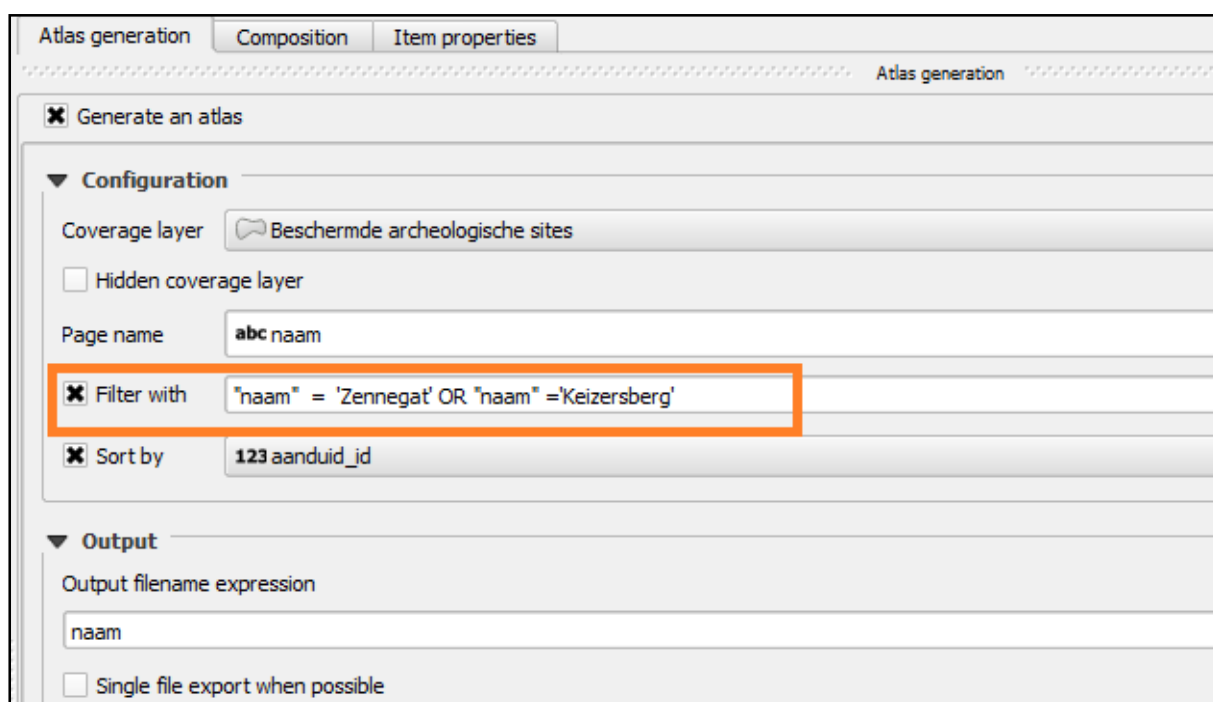 Atlas generation Composition Item properties
Atlas generation
Generate an atlas
Configuration
Coverage layer Beschermde archeologische sites
Hidden coverage layer
Page name abc naam
Filter with "naam" = 'Zennegat' OR "naam" ='Keizersberg'
Sort by 123 aanduid_id
Output
Output filename expression
naam
Single file export when possible